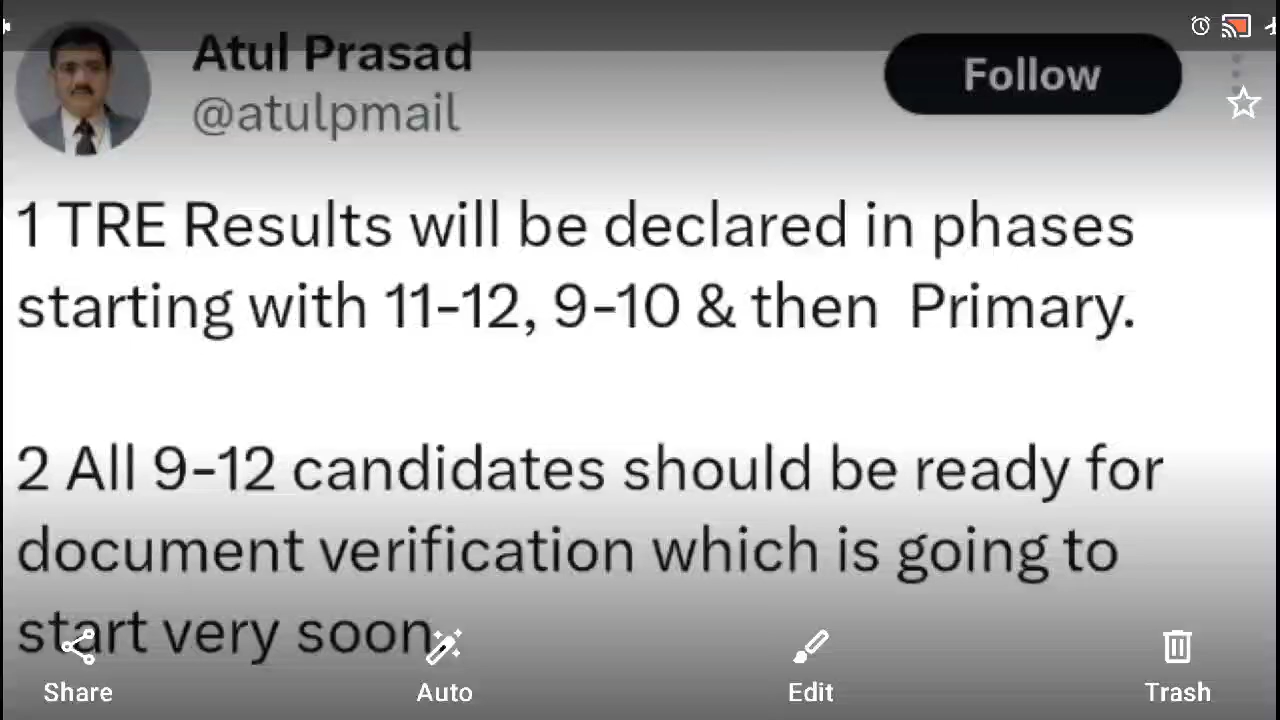 Atul Prasad
@atulpmail
Follow
1 TRE Results will be declared in phases
starting with 11-12, 9-10 & then Primary.
2 All 9-12 candidates should be ready for
document verification which is going to
start very soon.
Share
Auto
Edit
Trash